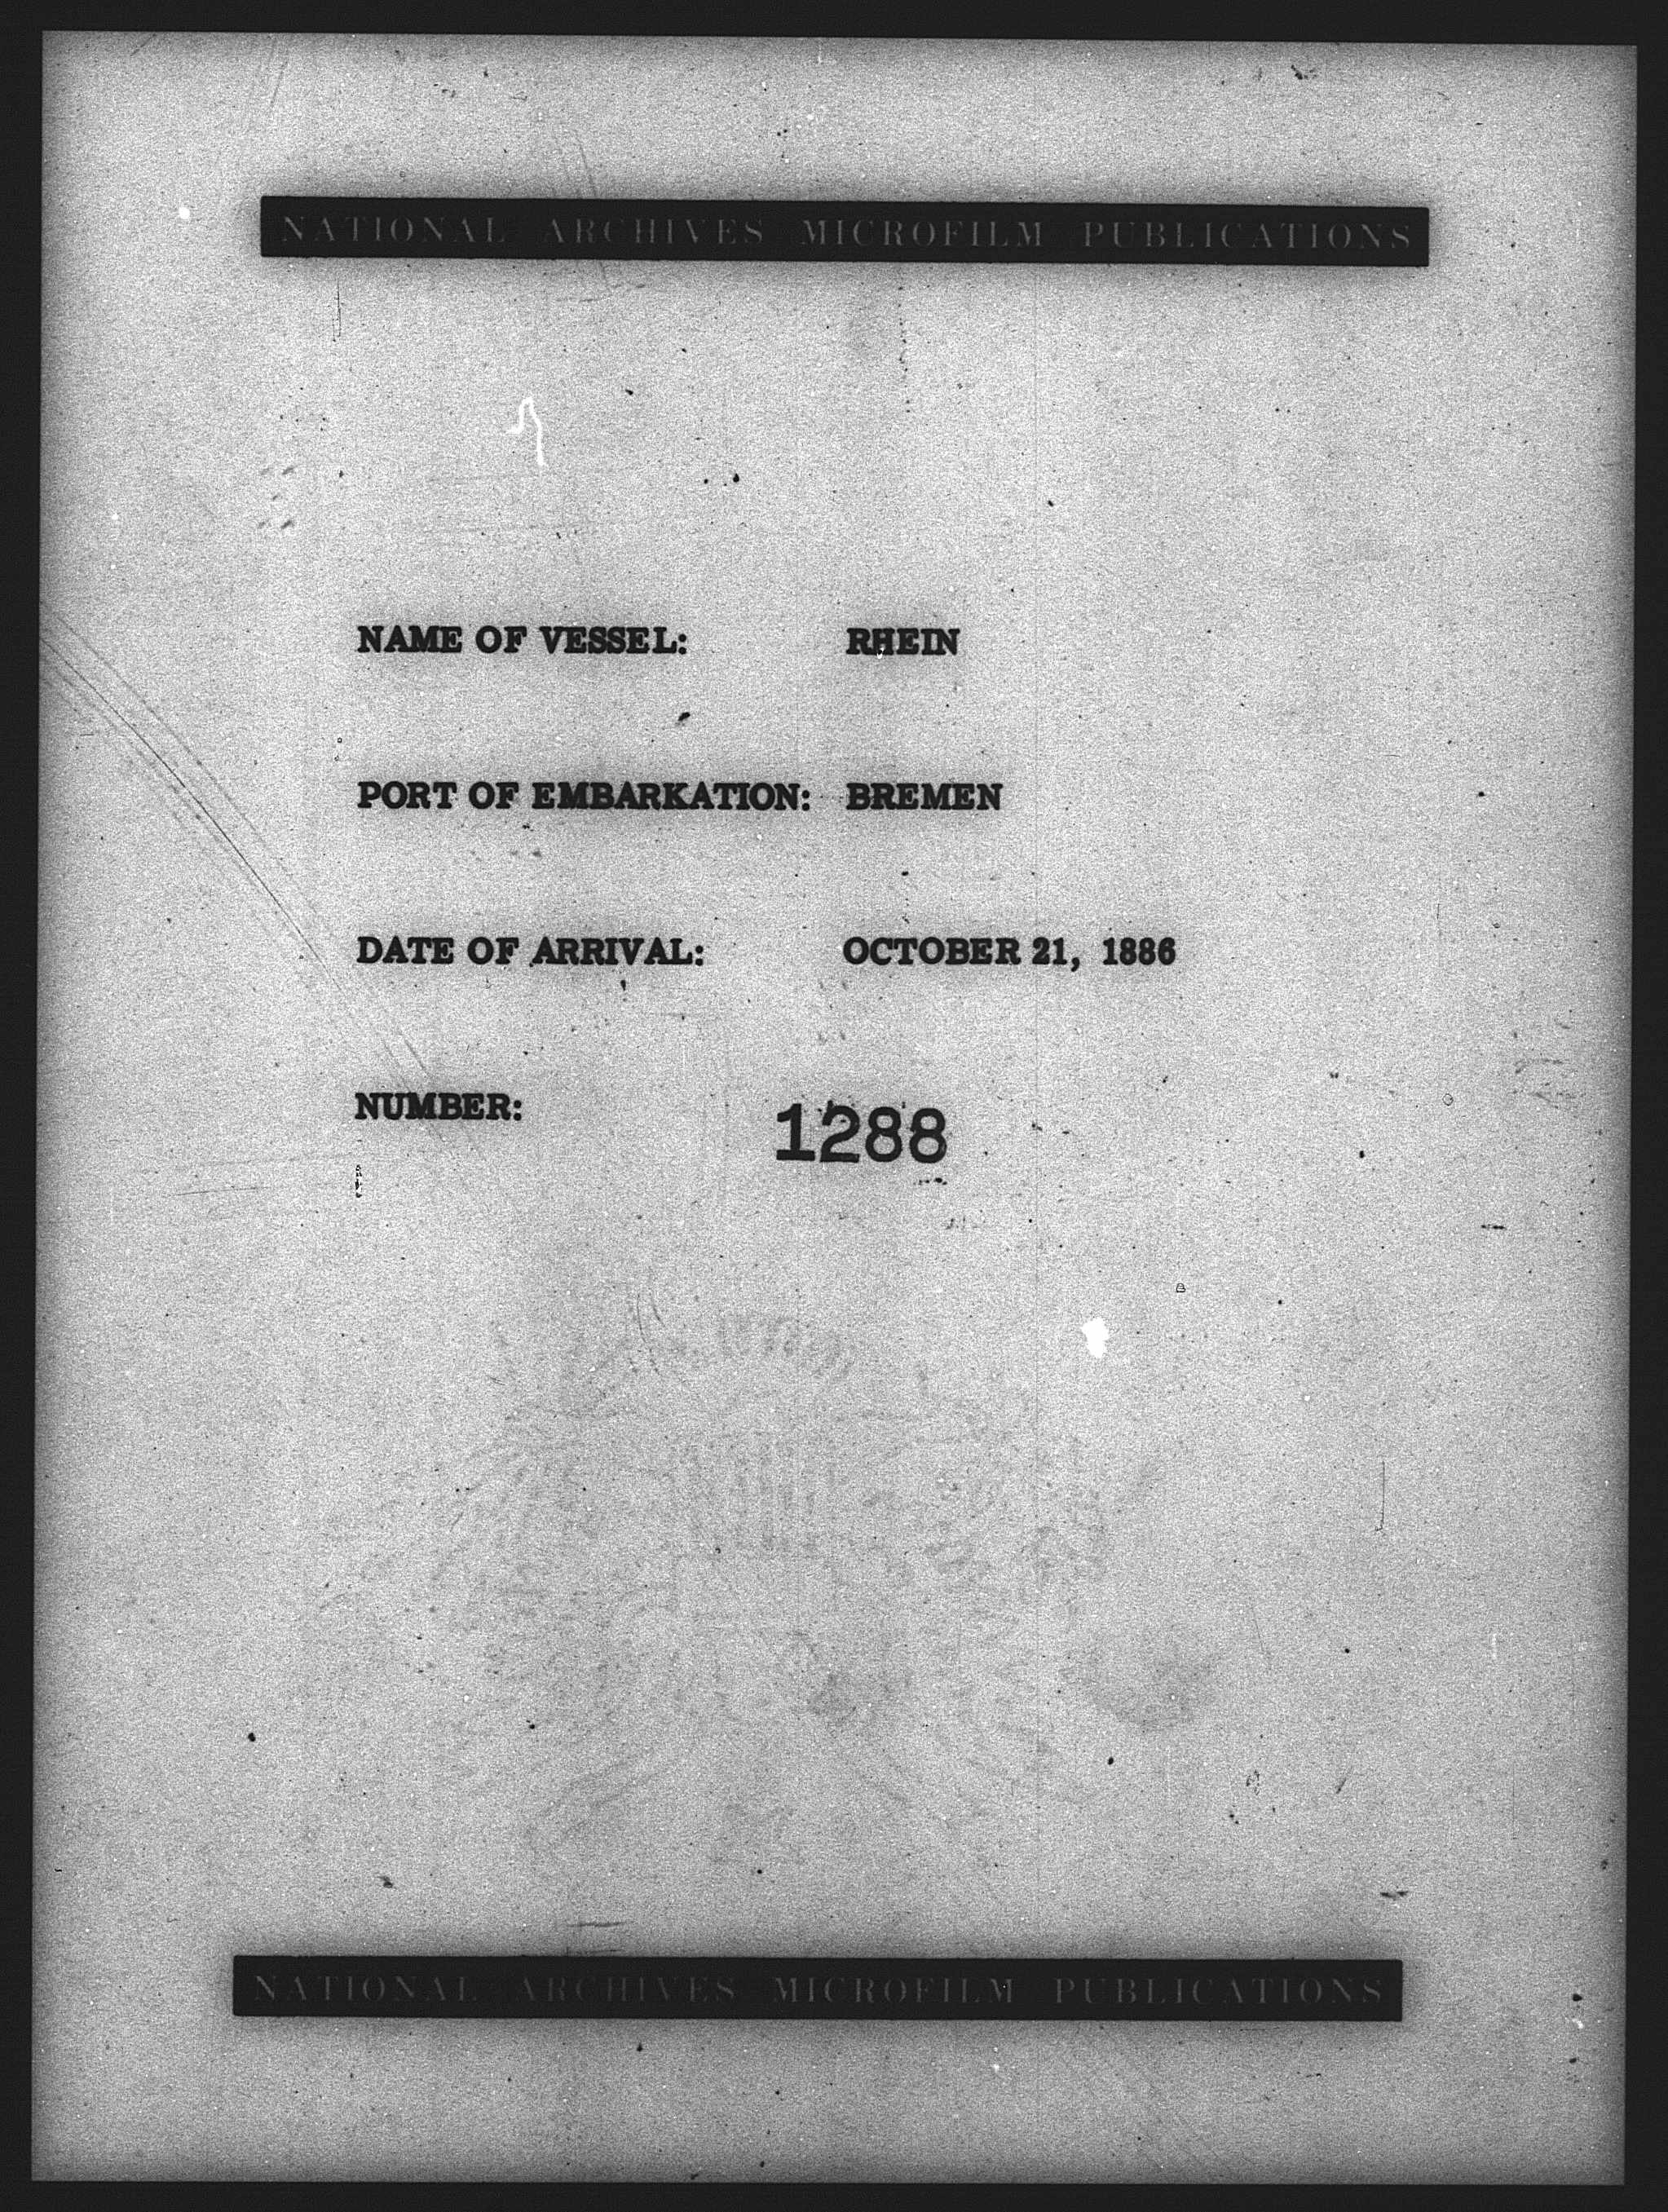 NATIONAL ARCHIVES MICROFILM PUBLICATIONS
NAME OF VESSEL: RHEIN
PORT OF EMBARKATION: BREMEN
DATE OF ARRIVAL: OCTOBER 21, 1886
NUMBER: 1288
NATIONAL ARCHIVES MICROFILM PUBLICATIONS